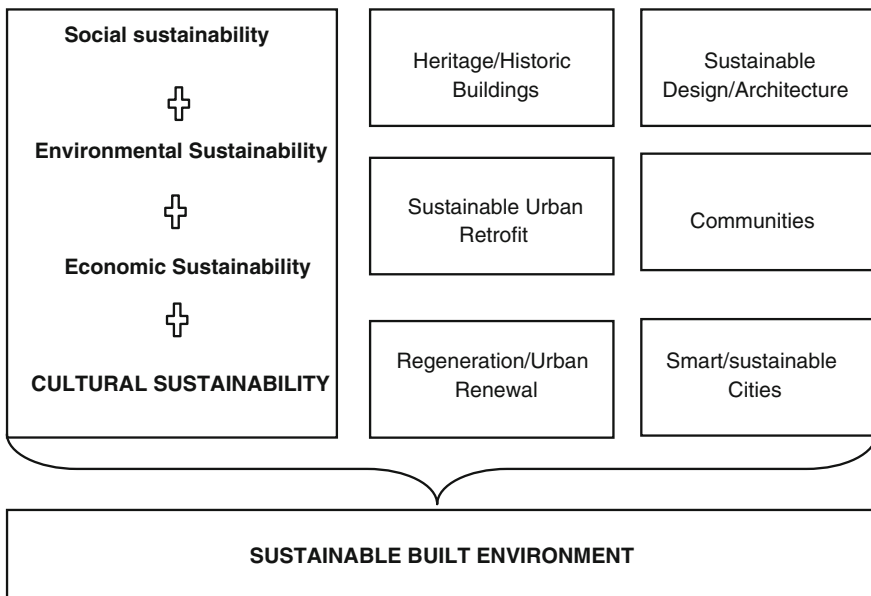 Social sustainability
Environmental Sustainability
Economic Sustainability
CULTURAL SUSTAINABILITY
Heritage/Historic
Buildings
Sustainable
Design/Architecture
Sustainable Urban
Retrofit
Communities
Regeneration/Urban
Renewal
Smart/sustainable
Cities
SUSTAINABLE BUILT ENVIRONMENT